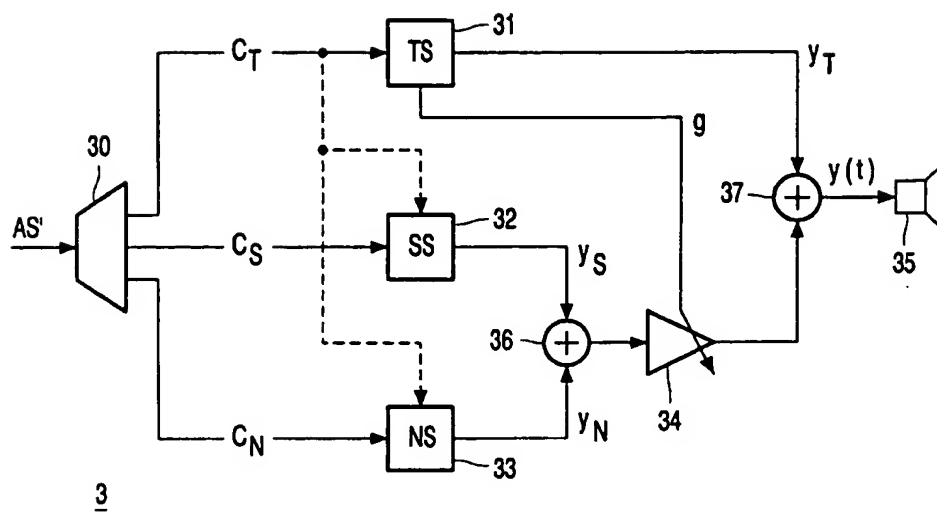 31
C_T
TS
y_T
g
30
32
37
y(t)
AS'
C_S
SS
y_S
35
36
+
+
34
C_N
NS
y_N
33
3